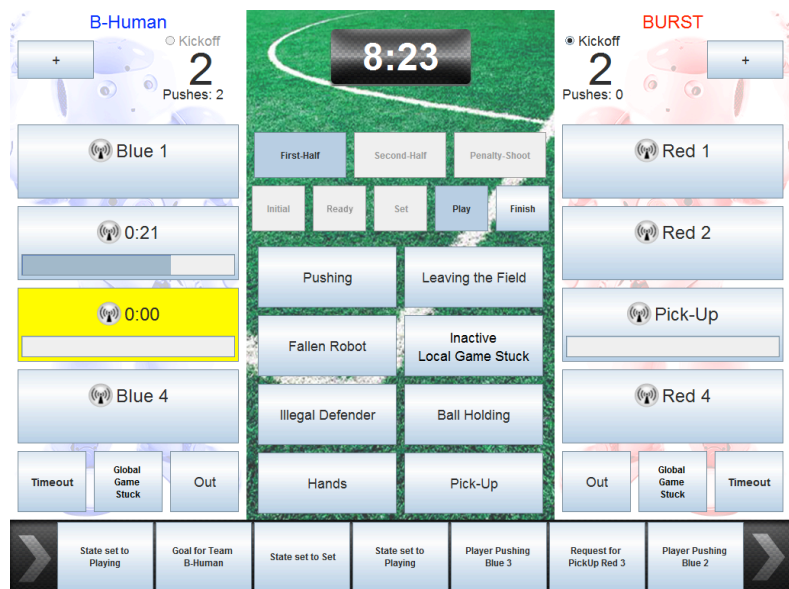 B-Human
Kickoff
+
2
Pushes: 2
8:23
BURST
Kickoff
2
+
Pushes: 0
Blue 1
0:21
0:00
Blue 4
Timeout
Global
Game
Stuck
Out
First-Half
Second-Half
Penalty-Shoot
Initial
Ready
Set
Play
Finish
Pushing
Leaving the Field
Fallen Robot
Inactive
Local Game Stuck
Illegal Defender
Ball Holding
Hands
Pick-Up
Red 1
Red 2
Pick-Up
Red 4
Out
Global
Game
Stuck
Timeout
State set to
Playing
Goal for Team
B-Human
State set to Set
State set to
Playing
Player Pushing
Blue 3
Request for
PickUp Red 3
Player Pushing
Blue 2